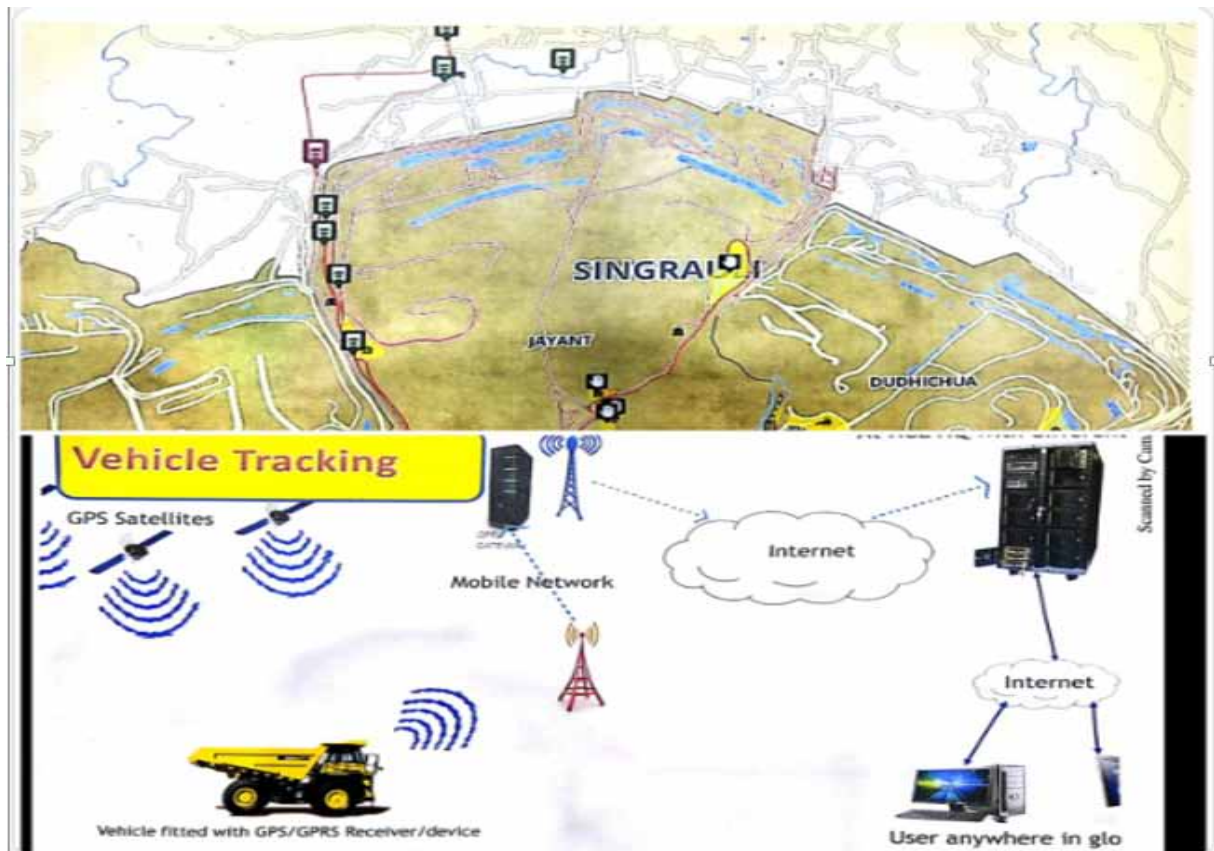 SINGRAULI
JAYANT
DUDHICHUA
Vehicle Tracking
GPS Satellites
Internet
Mobile Network
Internet
Vehicle fitted with GPS/GPRS Receiver/device
User anywhere in glo
Scanned by Cam